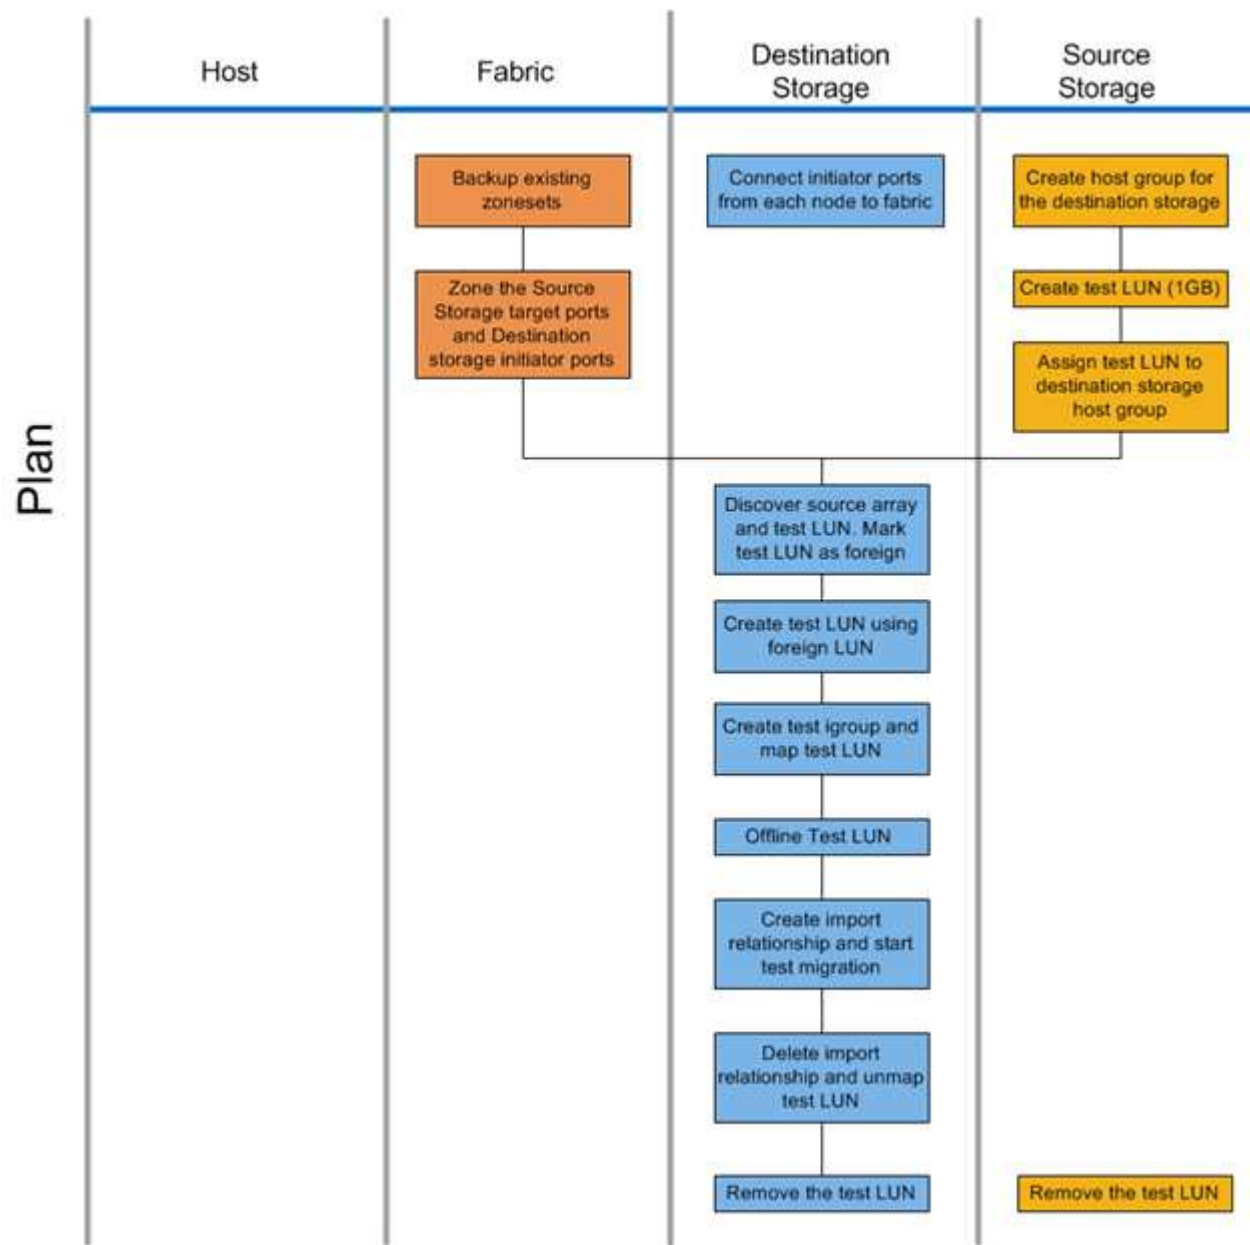 Plan
Host
Fabric
Destination
Storage
Source
Storage
Backup existing
zonesets
Connect initiator ports
from each node to fabric
Create host group for
the destination storage
Zone the Source
Storage target ports
and Destination
storage initiator ports
Create test LUN (1GB)
Assign test LUN to
destination storage
host group
Discover source array
and test LUN. Mark
test LUN as foreign
Create test LUN using
foreign LUN
Create test igroup and
map test LUN
Offline Test LUN
Create import
relationship and start
test migration
Delete import
relationship and unmap
test LUN
Remove the test LUN
Remove the test LUN